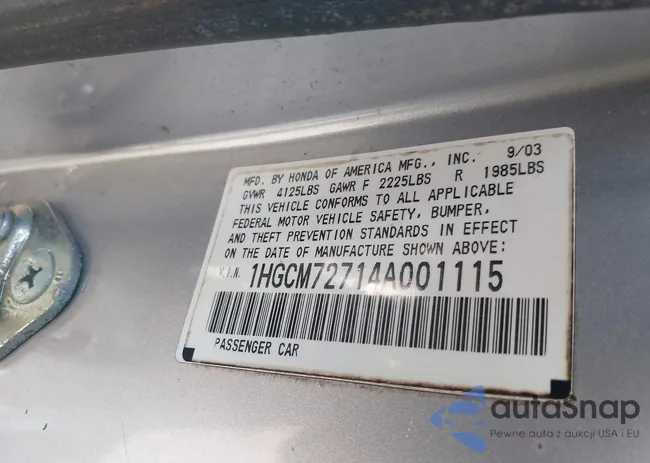 MFD. BY HONDA OF AMERICA MFG., INC. 9/03
GVWR 4125LBS GAWR F 2225LBS R 1985LBS
THIS VEHICLE CONFORMS TO ALL APPLICABLE
FEDERAL MOTOR VEHICLE SAFETY, BUMPER,
AND THEFT PREVENTION STANDARDS IN EFFECT
ON THE DATE OF MANUFACTURE SHOWN ABOVE:
V.I.N. 1HGCM72714A001115
PASSENGER CAR
autaSnap
Pewne auta z aukcji USA i EU